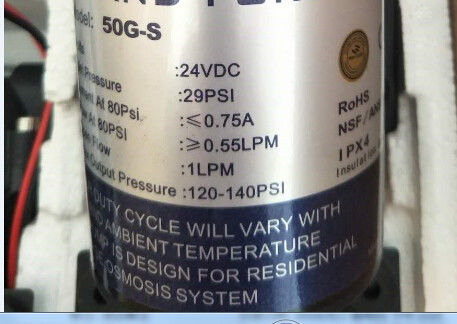 50G-S
Pressure :24VDC
At 80Psi :29PSI
At 80PSI :≤0.75A
Flow :≥0.55LPM
:1LPM
Output Pressure :120-140PSI
RoHS
NSF/
IPX4
DUTY CYCLE WILL VARY WITH
AMBIENT TEMPERATURE
IS DESIGN FOR RESIDENTIAL
OSMOSIS SYSTEM